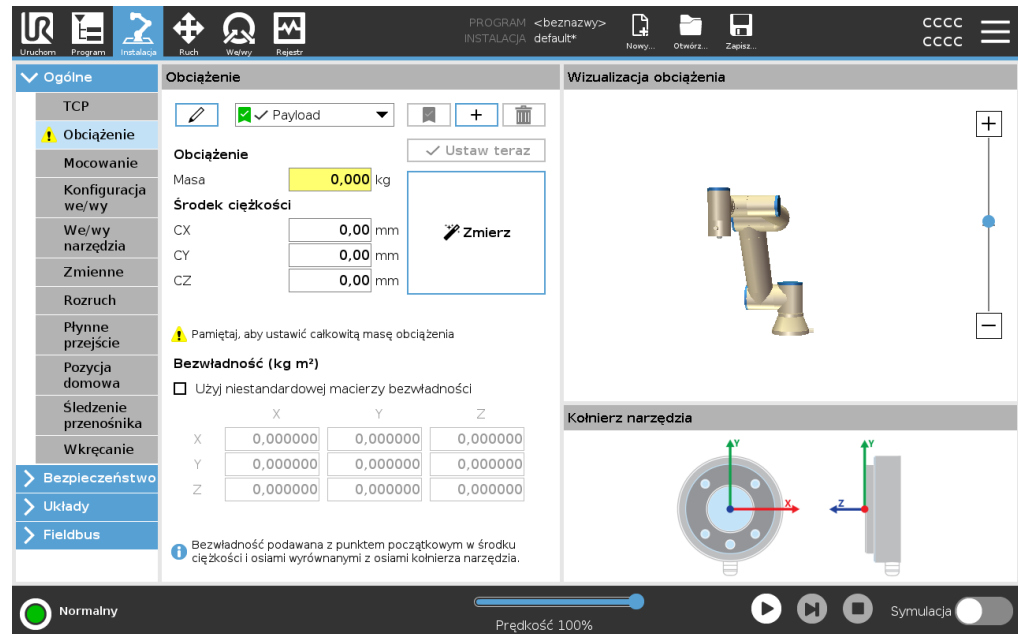 UR
PROGRAM <beznazwy>
INSTALACJA default*
CCCC
CCCC
Uruchom Program Instalacja Ruch We/wy Rejestr
Nowy... Otwórz... Zapisz...
Ogólne
TCP
Obciążenie
Mocowanie
Konfiguracja
we/wy
We/wy
narzędzia
Zmienne
Rozruch
Płynne
przejście
Pozycja
domowa
Śledzenie
przenośnika
Wkręcanie
Bezpieczeństwo
Układy
Fieldbus
Obciążenie
Payload
+
Ustaw teraz
Obciążenie
Masa 0,000 kg
Środek ciężkości
CX 0,00 mm
CY 0,00 mm
CZ 0,00 mm
Zmierz
Pamiętaj, aby ustawić całkowitą masę obciążenia
Bezwładność (kg m²)
Użyj niestandardowej macierzy bezwładności
X Y Z
X 0,000000 0,000000 0,000000
Y 0,000000 0,000000 0,000000
Z 0,000000 0,000000 0,000000
Bezwładność podawana z punktem początkowym w środku
ciężkości i osiami wyrównanymi z osiami kołnierza narzędzia.
Wizualizacja obciążenia
+
−
Kołnierz narzędzia
Y Y
X Z
Normalny
Prędkość 100%
Symulacja